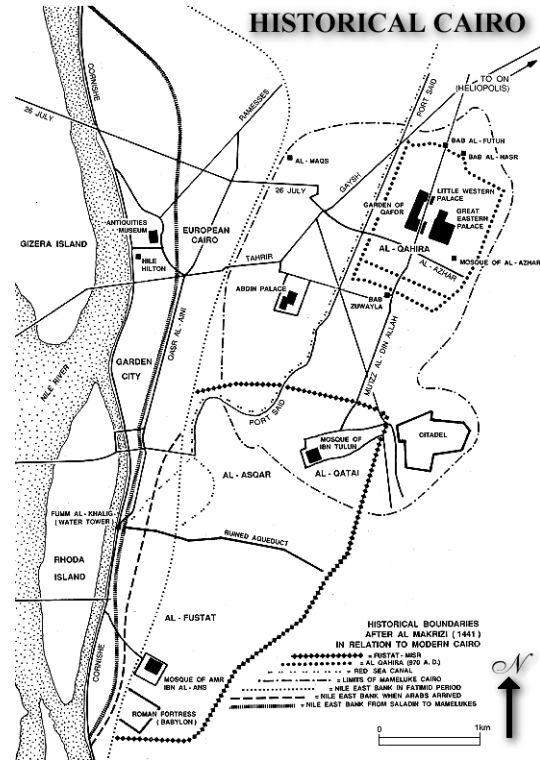 HISTORICAL CAIRO
TO ON
(HELIOPOLIS)
CORNISHE
26 JULY
RAMESSES
PORT SAID
BAB AL-FUTUH
BAB AL-NASR
AL-MAQS
GAYSH
26 JULY
LITTLE WESTERN
PALACE
GARDEN OF
QAFOR
GREAT
EASTERN
PALACE
ANTIQUITIES
MUSEUM
EUROPEAN
CAIRO
GIZERA ISLAND
AL-QAHIRA
NILE
HILTON
TAHRIR
AL-AZHAR
MOSQUE OF AL-AZHAR
ABDIN PALACE
BAB
ZUWAYLA
QASR AL-AINI
MUIZZ AL-DIN ALLAH
GARDEN
CITY
NILE RIVER
PORT SAID
MOSQUE OF
IBN TULUN
CITADEL
AL-ASQAR
AL-QATAI
FUMM AL-KHALIG
(WATER TOWER)
RUINED AQUEDUCT
RHODA
ISLAND
AL-FUSTAT
CORNISHE
MOSQUE OF AMR
IBN AL-ANS
ROMAN FORTRESS
(BABYLON)
HISTORICAL BOUNDARIES
AFTER AL MAKRIZI (1441)
IN RELATION TO MODERN CAIRO
= FUSTAT-MISR
= AL QAHIRA (970 A. D.)
= RED SEA CANAL
= LIMITS OF MAMELUKE CAIRO
= NILE EAST BANK IN FATIMID PERIOD
= NILE EAST BANK WHEN ARABS ARRIVED
= NILE EAST BANK FROM SALADIN TO MAMELUKES
N
0 1km